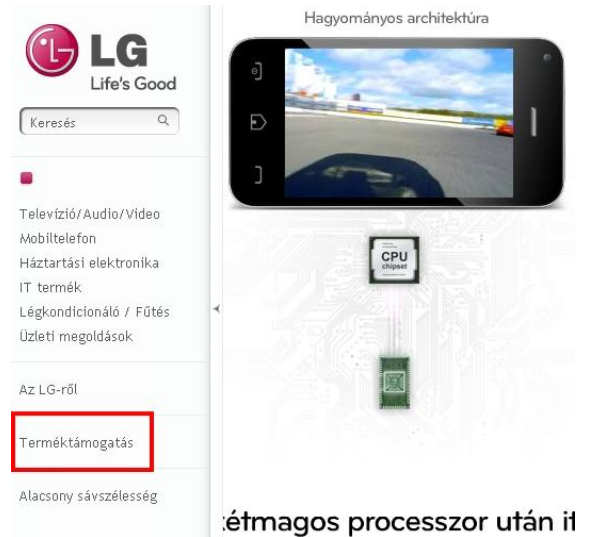 LG
Life's Good
Keresés
Televízió/Audio/Video
Mobiltelefon
Háztartási elektronika
IT termék
Légkondicionáló / Fűtés
Üzleti megoldások
Az LG-ről
Terméktámogatás
Alacsony sávszélesség
Hagyományos architektúra
CPU
chipset
étmagos processzor után